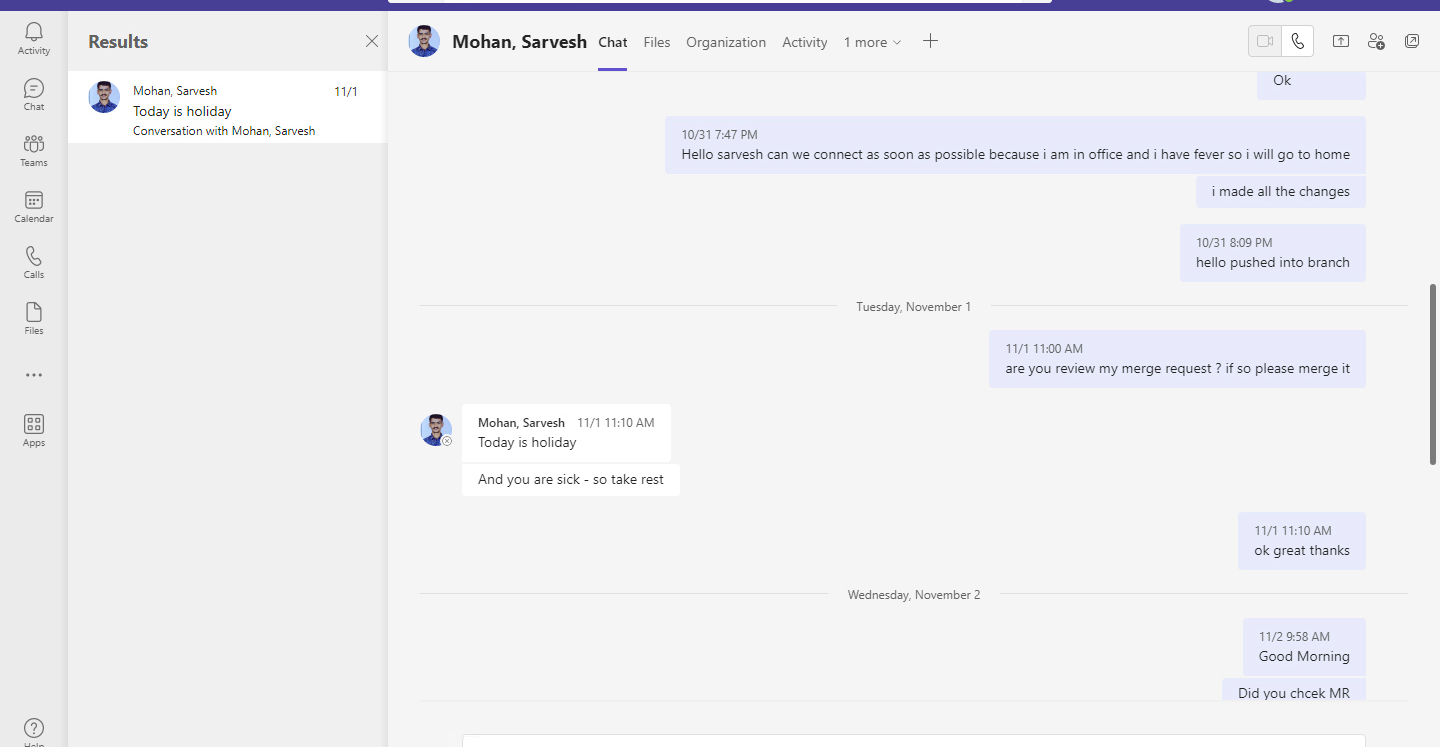 Activity
Chat
Teams
Calendar
Calls
Files
Apps
Help
Results
Mohan, Sarvesh 11/1
Today is holiday
Conversation with Mohan, Sarvesh
Mohan, Sarvesh Chat Files Organization Activity 1 more
Ok
10/31 7:47 PM
Hello sarvesh can we connect as soon as possible because i am in office and i have fever so i will go to home
i made all the changes
10/31 8:09 PM
hello pushed into branch
Tuesday, November 1
11/1 11:00 AM
are you review my merge request ? if so please merge it
Mohan, Sarvesh 11/1 11:10 AM
Today is holiday
And you are sick - so take rest
11/1 11:10 AM
ok great thanks
Wednesday, November 2
11/2 9:58 AM
Good Morning
Did you chcek MR